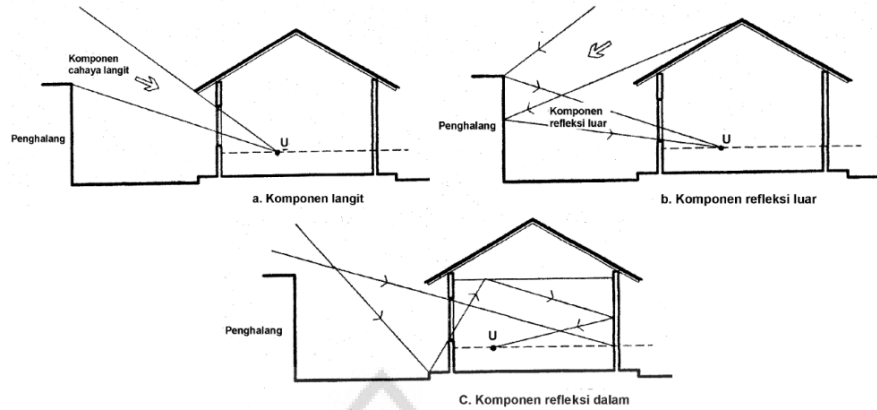 Komponen
cahaya langit
Penghalang
U
a. Komponen langit
Komponen
refleksi luar
Penghalang
U
b. Komponen refleksi luar
Penghalang
U
C. Komponen refleksi dalam